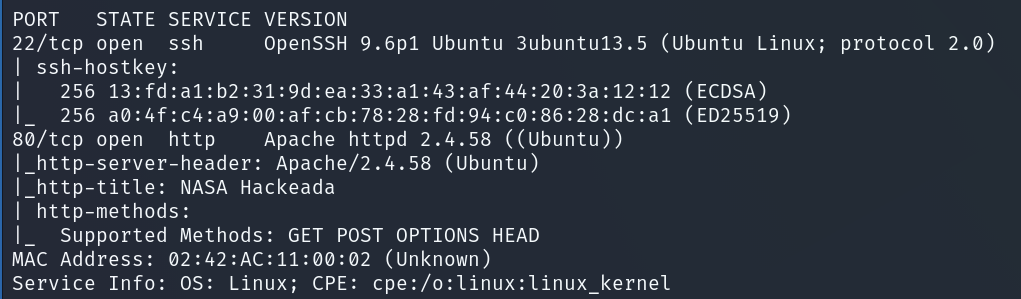 PORT   STATE SERVICE VERSION
22/tcp open  ssh     OpenSSH 9.6p1 Ubuntu 3ubuntu13.5 (Ubuntu Linux; protocol 2.0)
| ssh-hostkey:
|   256 13:fd:a1:b2:31:9d:ea:33:a1:43:af:44:20:3a:12:12 (ECDSA)
|_  256 a0:4f:c4:a9:00:af:cb:78:28:fd:94:c0:86:28:dc:a1 (ED25519)
80/tcp open  http    Apache httpd 2.4.58 ((Ubuntu))
|_http-server-header: Apache/2.4.58 (Ubuntu)
|_http-title: NASA Hackeada
| http-methods:
|_  Supported Methods: GET POST OPTIONS HEAD
MAC Address: 02:42:AC:11:00:02 (Unknown)
Service Info: OS: Linux; CPE: cpe:/o:linux:linux_kernel